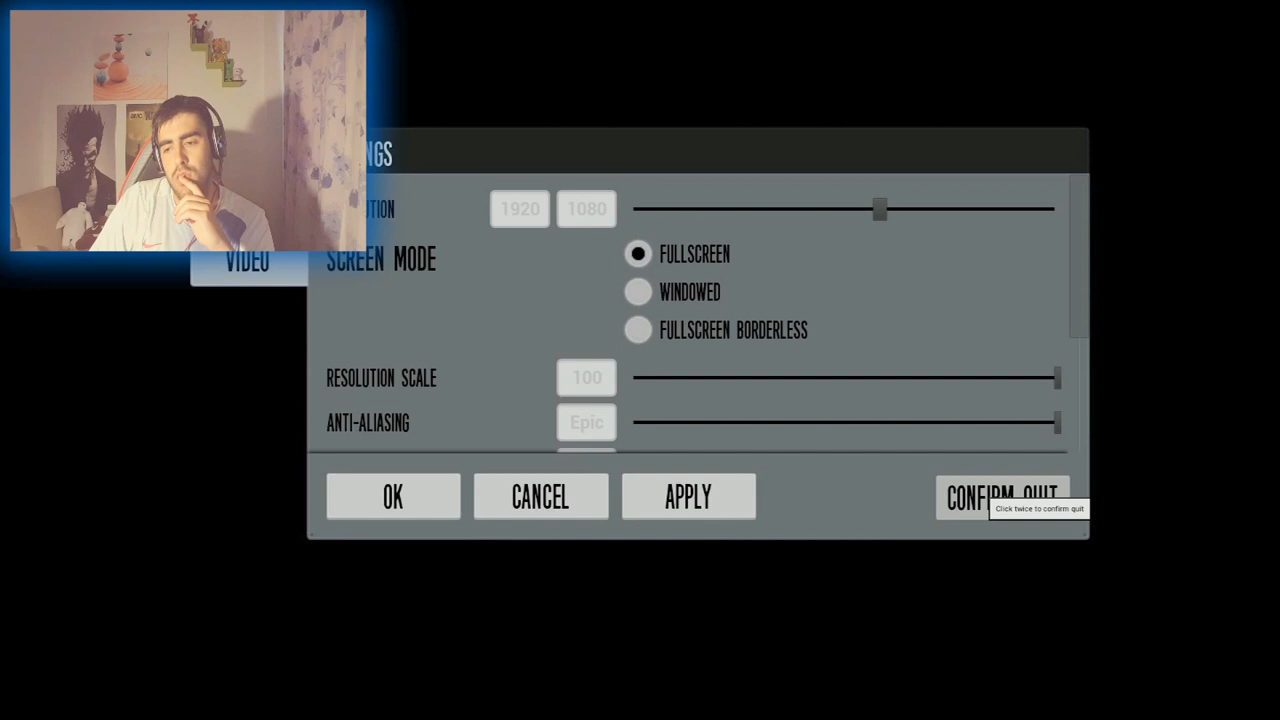 NGS
UTION 1920 1080
SCREEN MODE
FULLSCREEN
VIDEO
WINDOWED
FULLSCREEN BORDERLESS
RESOLUTION SCALE 100
ANTI-ALIASING Epic
OK CANCEL APPLY CONFIRM QUIT
Click twice to confirm quit